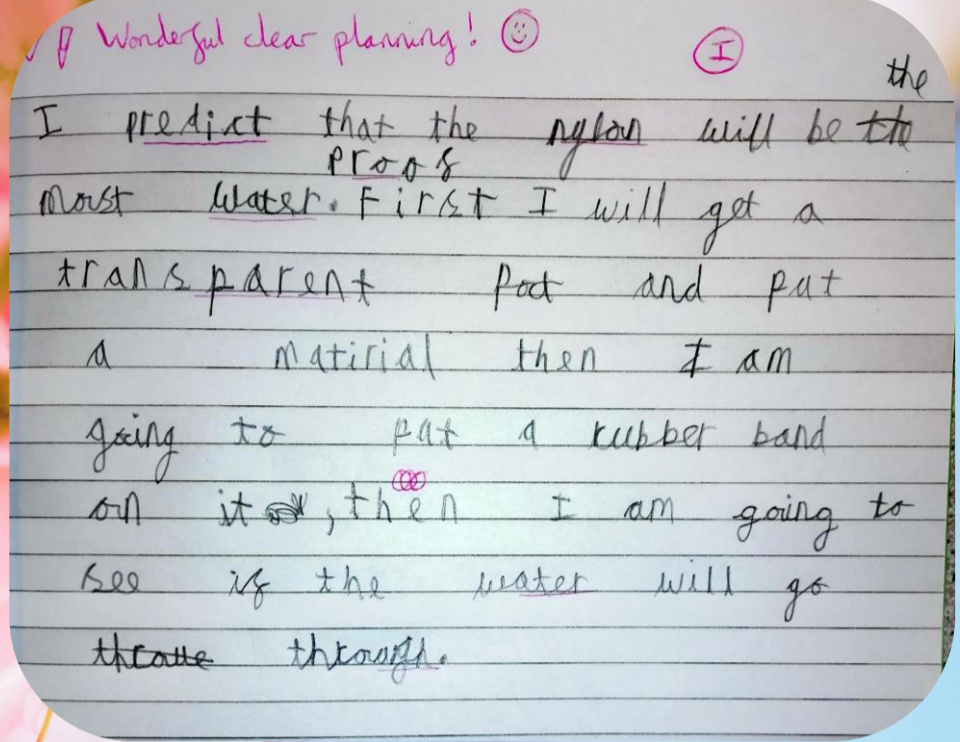 Wonderful clear planning! ☺
I
the
I predict that the nylon will be the
proof
most water. First I will get a
transparent pot and put
a matirial then I am
going to put a rubber band
on it, then I am going to
see if the water will go
through.